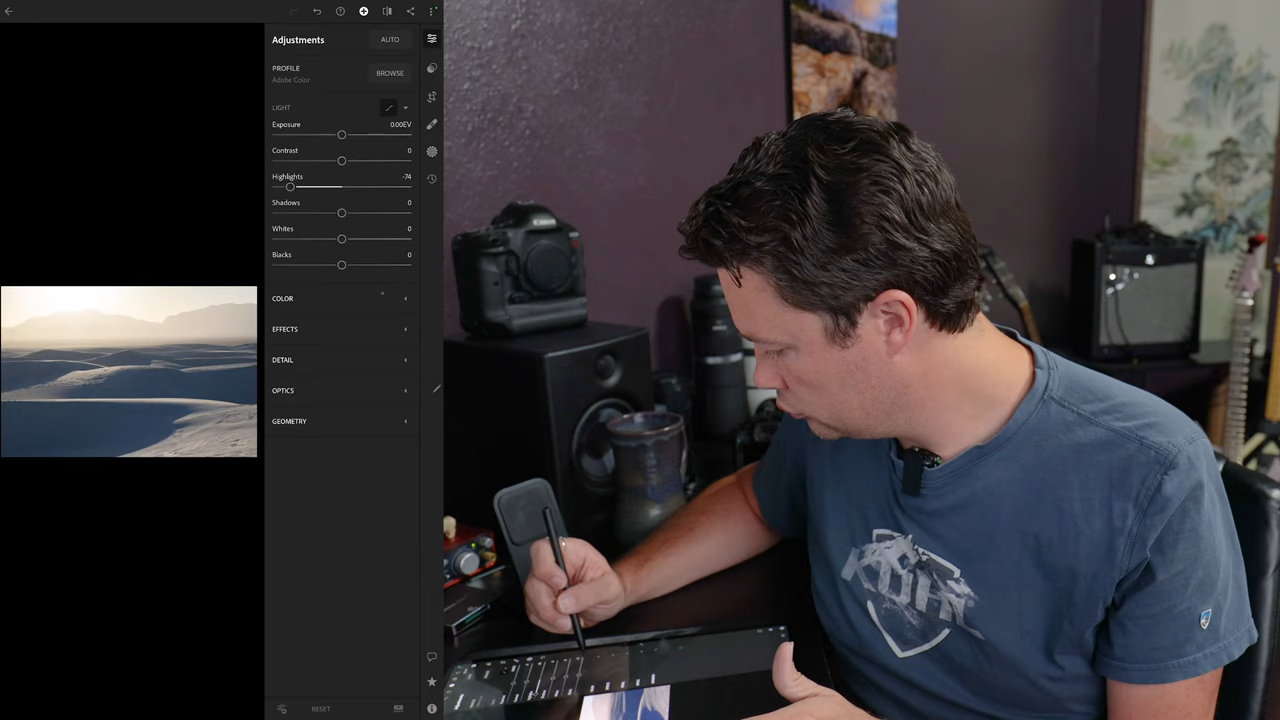 Adjustments
AUTO
PROFILE
Adobe Color
BROWSE
LIGHT
Exposure 0.00EV
Contrast 0
Highlights -74
Shadows 0
Whites 0
Blacks 0
COLOR
EFFECTS
DETAIL
OPTICS
GEOMETRY
RESET
KÜHL